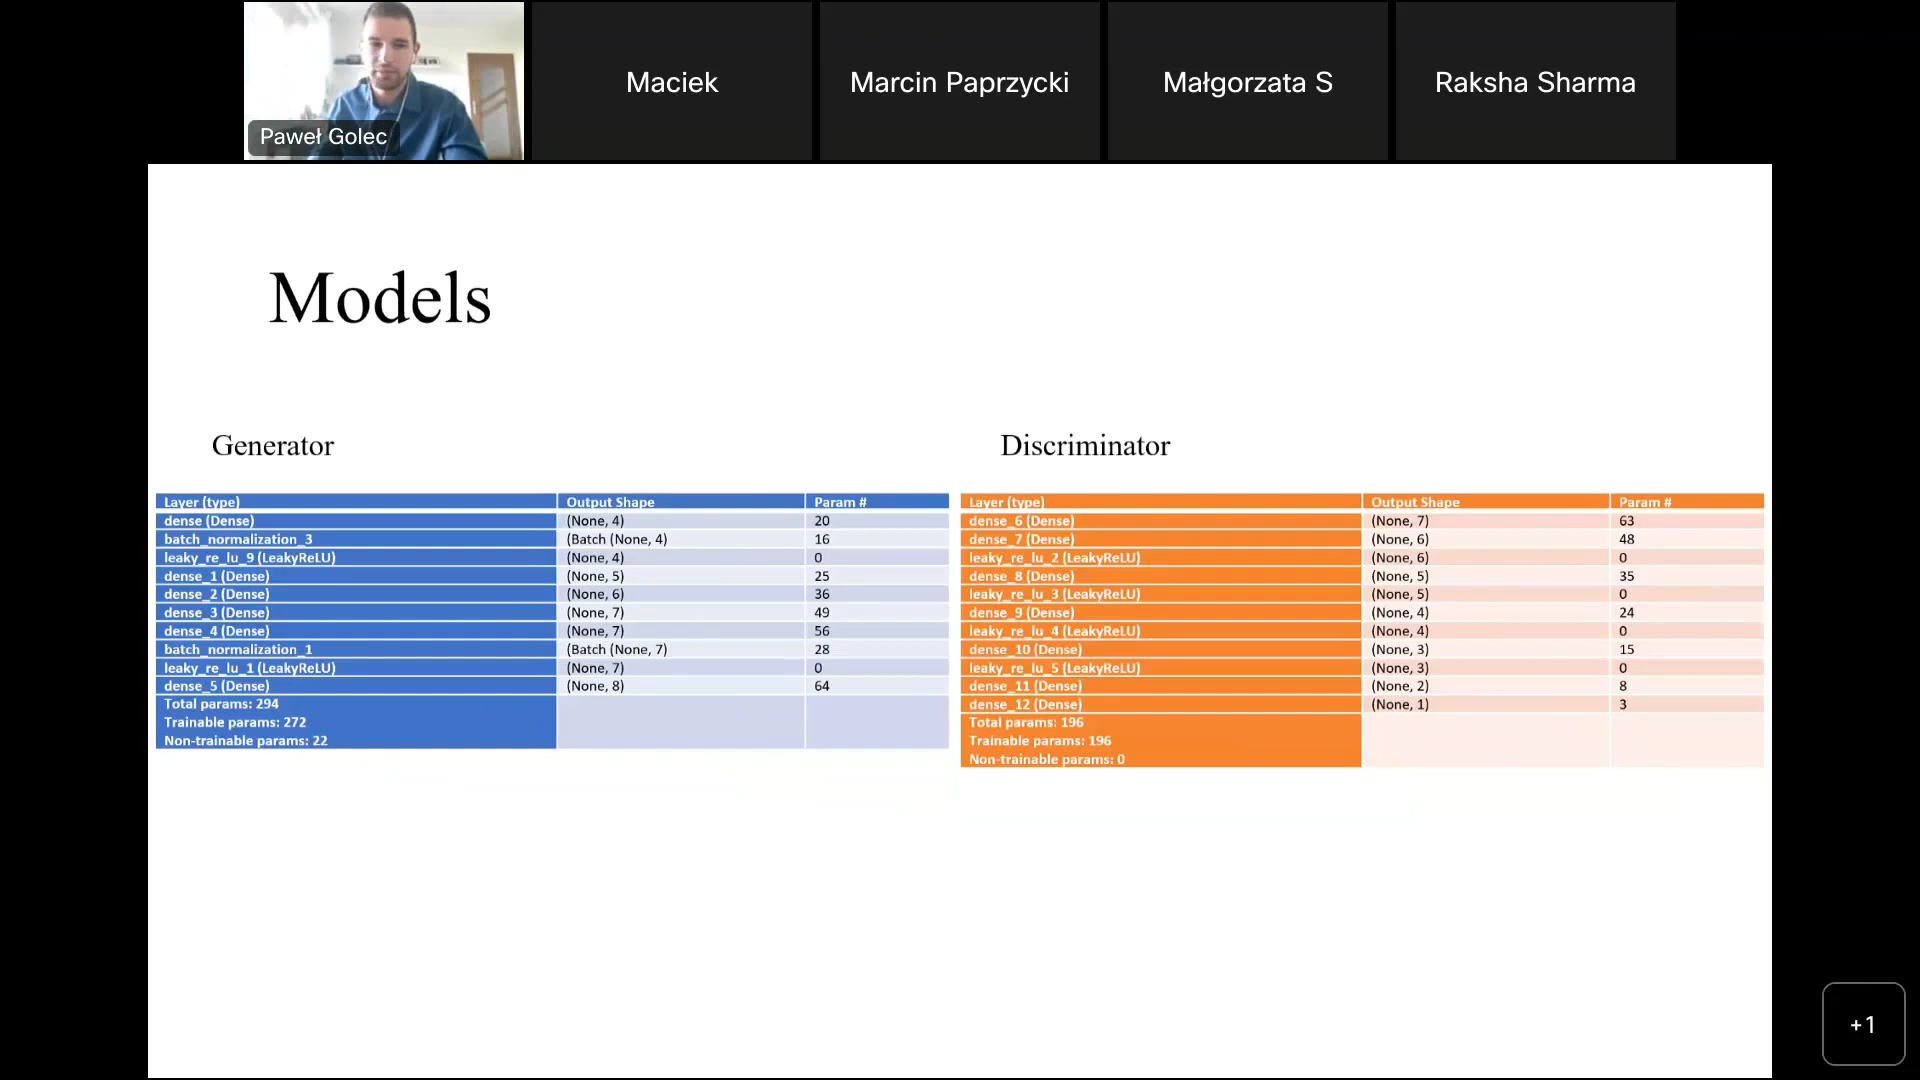 Paweł Golec
Maciek
Marcin Paprzycki
Małgorzata S
Raksha Sharma
Models
Generator
Layer (type) Output Shape Param #
dense (Dense) (None, 4) 20
batch_normalization_3 (Batch (None, 4) 16
leaky_re_lu_9 (LeakyReLU) (None, 4) 0
dense_1 (Dense) (None, 5) 25
dense_2 (Dense) (None, 6) 36
dense_3 (Dense) (None, 7) 49
dense_4 (Dense) (None, 7) 56
batch_normalization_1 (Batch (None, 7) 28
leaky_re_lu_1 (LeakyReLU) (None, 7) 0
dense_5 (Dense) (None, 8) 64
Total params: 294
Trainable params: 272
Non-trainable params: 22
Discriminator
Layer (type) Output Shape Param #
dense_6 (Dense) (None, 7) 63
dense_7 (Dense) (None, 6) 48
leaky_re_lu_2 (LeakyReLU) (None, 6) 0
dense_8 (Dense) (None, 5) 35
leaky_re_lu_3 (LeakyReLU) (None, 5) 0
dense_9 (Dense) (None, 4) 24
leaky_re_lu_4 (LeakyReLU) (None, 4) 0
dense_10 (Dense) (None, 3) 15
leaky_re_lu_5 (LeakyReLU) (None, 3) 0
dense_11 (Dense) (None, 2) 8
dense_12 (Dense) (None, 1) 3
Total params: 196
Trainable params: 196
Non-trainable params: 0
+1